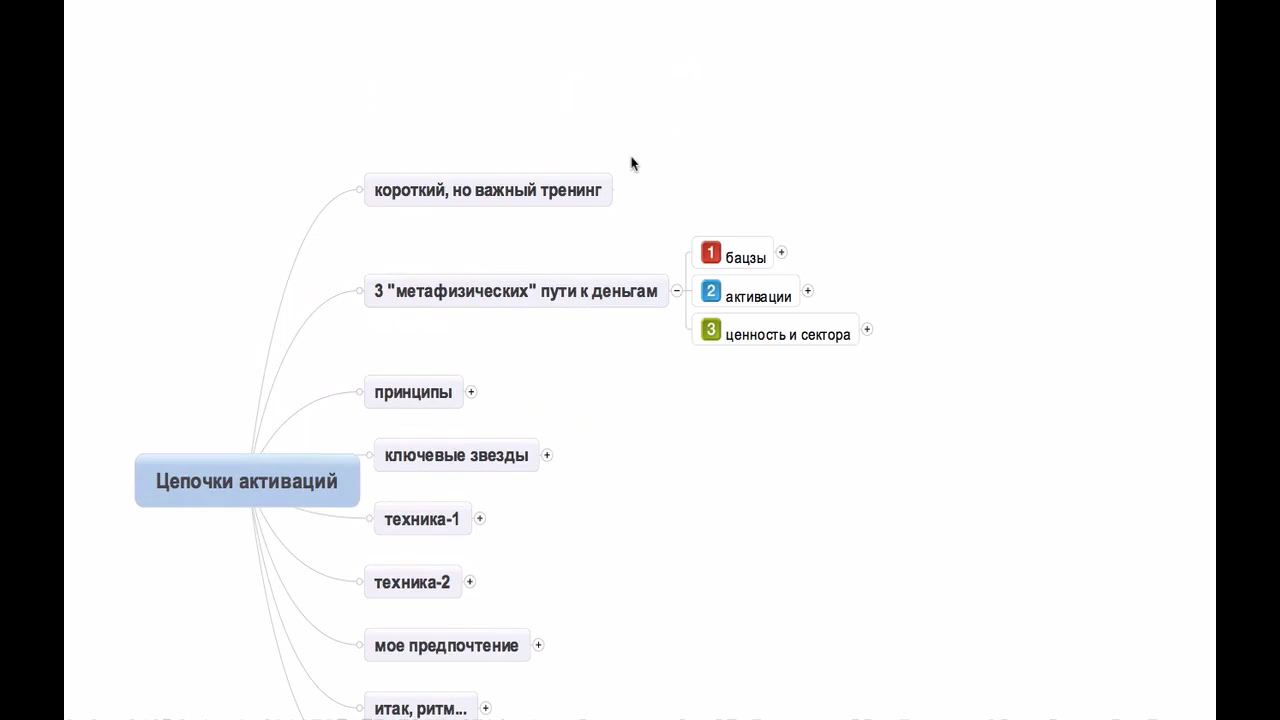 короткий, но важный тренинг
3 "метафизических" пути к деньгам
1 бацзы
2 активации
3 ценность и сектора
принципы
ключевые звезды
Цепочки активаций
техника-1
техника-2
мое предпочтение
итак, ритм...